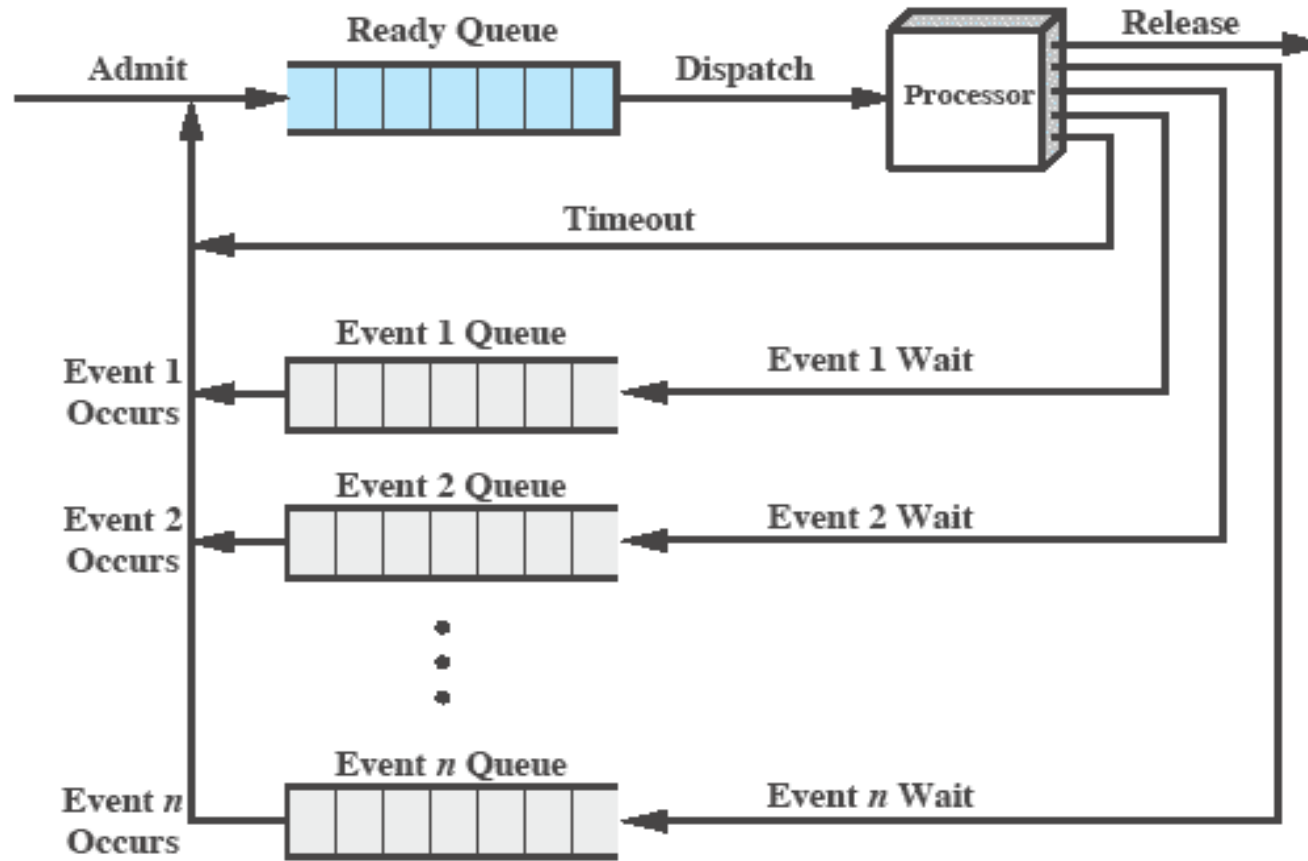 Ready Queue
Release
Admit
Dispatch
Processor
Timeout
Event 1 Queue
Event 1
Occurs
Event 1 Wait
Event 2 Queue
Event 2
Occurs
Event 2 Wait
Event n Queue
Event n
Occurs
Event n Wait